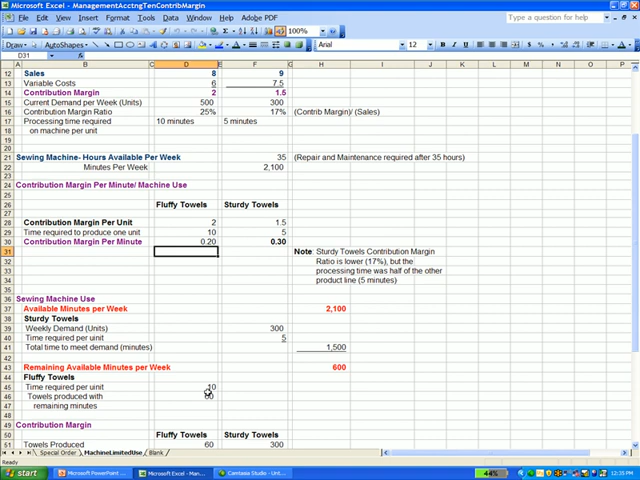 Microsoft Excel - ManagementAcctngTenContribMargin
File Edit View Insert Format Tools Data Window Help Adobe PDF Type a question for help
100%
Draw AutoShapes Arial 12 B I U
D31 fx
A B C D E F G H I J K L M N O P
12 Sales 8 9
13 Variable Costs 6 7.5
14 Contribution Margin 2 1.5
15 Current Demand per Week (Units) 500 300
16 Contribution Margin Ratio 25% 17% (Contrib Margin)/ (Sales)
17 Processing time required 10 minutes 5 minutes
18 on machine per unit
21 Sewing Machine- Hours Available Per Week 35 (Repair and Maintenance required after 35 hours)
22 Minutes Per Week 2,100
24 Contribution Margin Per Minute/ Machine Use
26 Fluffy Towels Sturdy Towels
28 Contribution Margin Per Unit 2 1.5
29 Time required to produce one unit 10 5
30 Contribution Margin Per Minute 0.20 0.30
31 Note: Sturdy Towels Contribution Margin
32 Ratio is lower (17%), but the
33 processing time was half of the other
34 product line (5 minutes)
35
36 Sewing Machine Use
37 Available Minutes per Week 2,100
38 Sturdy Towels
39 Weekly Demand (Units) 300
40 Time required per unit 5
41 Total time to meet demand (minutes) 1,500
42
43 Remaining Available Minutes per Week 600
44 Fluffy Towels
45 Time required per unit 10
46 Towels produced with 60
47 remaining minutes
48
49 Contribution Margin
50 Fluffy Towels Sturdy Towels
51 Towels Produced 60 300
Special Order MachineLimitedUse Blank
Ready
start Microsoft PowerPoint Microsoft Excel - Man... Camtasia Studio - Unt... 44% 12:35 PM